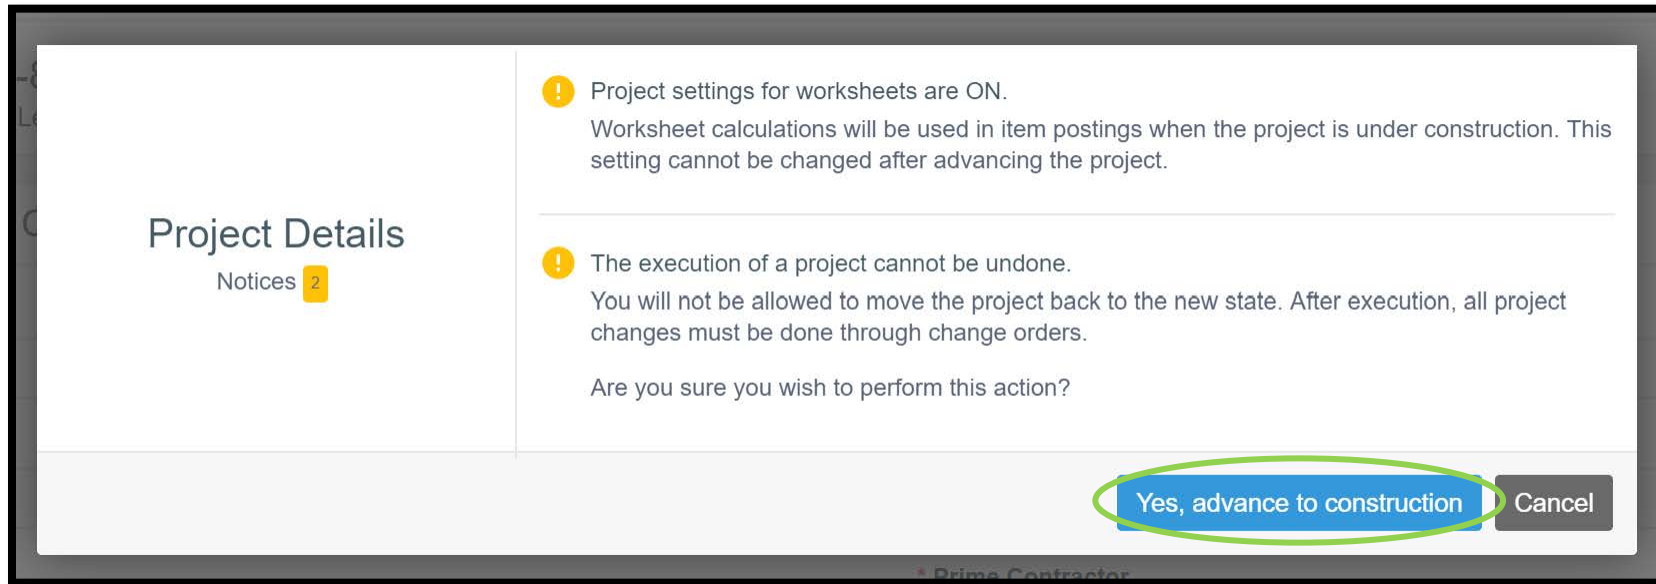 Project Details
Notices 2
Project settings for worksheets are ON.
Worksheet calculations will be used in item postings when the project is under construction. This
setting cannot be changed after advancing the project.
The execution of a project cannot be undone.
You will not be allowed to move the project back to the new state. After execution, all project
changes must be done through change orders.
Are you sure you wish to perform this action?
Yes, advance to construction
Cancel
* Prime Contractor